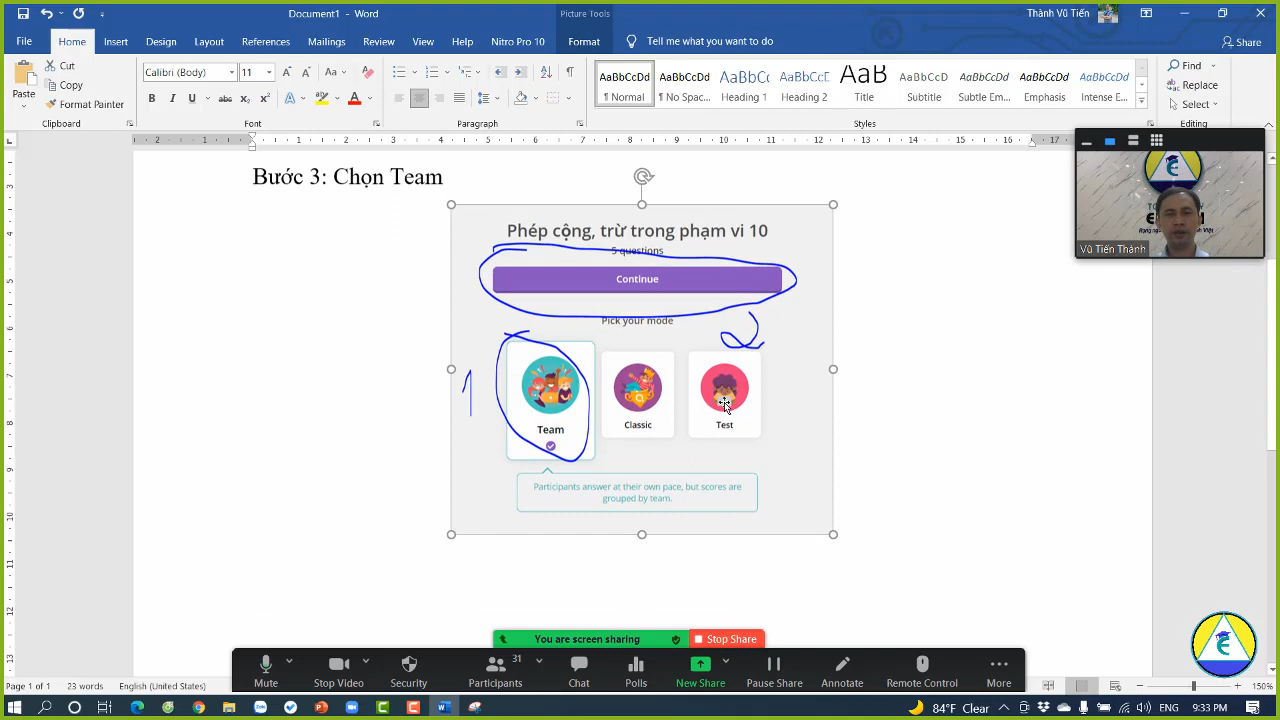 Document1 - Word
Picture Tools
Thành Vũ Tiến
File
Home
Insert
Design
Layout
References
Mailings
Review
View
Help
Nitro Pro 10
Format
Tell me what you want to do
Share
Paste
Cut
Copy
Format Painter
Clipboard
Calibri (Body)
11
Font
Paragraph
AaBbCcDd
¶ Normal
AaBbCcDd
¶ No Spac...
AaBbCc
Heading 1
AaBbCcE
Heading 2
AaB
Title
AaBbCcD
Subtitle
AaBbCcDd
Subtle Em...
AaBbCcDd
Emphasis
AaBbCcDd
Intense E...
Styles
Find
Replace
Select
Editing
Bước 3: Chọn Team
Phép cộng, trừ trong phạm vi 10
5 questions
Continue
Pick your mode
1
2
Team
Classic
Test
Participants answer at their own pace, but scores are
grouped by team.
Vũ Tiến Thành
You are screen sharing
Stop Share
Mute
Stop Video
Security
Participants
31
Chat
Polls
New Share
Pause Share
Annotate
Remote Control
More
Page 1 of 1
23 words
English (United States)
100%
84°F Clear
ENG
9:33 PM